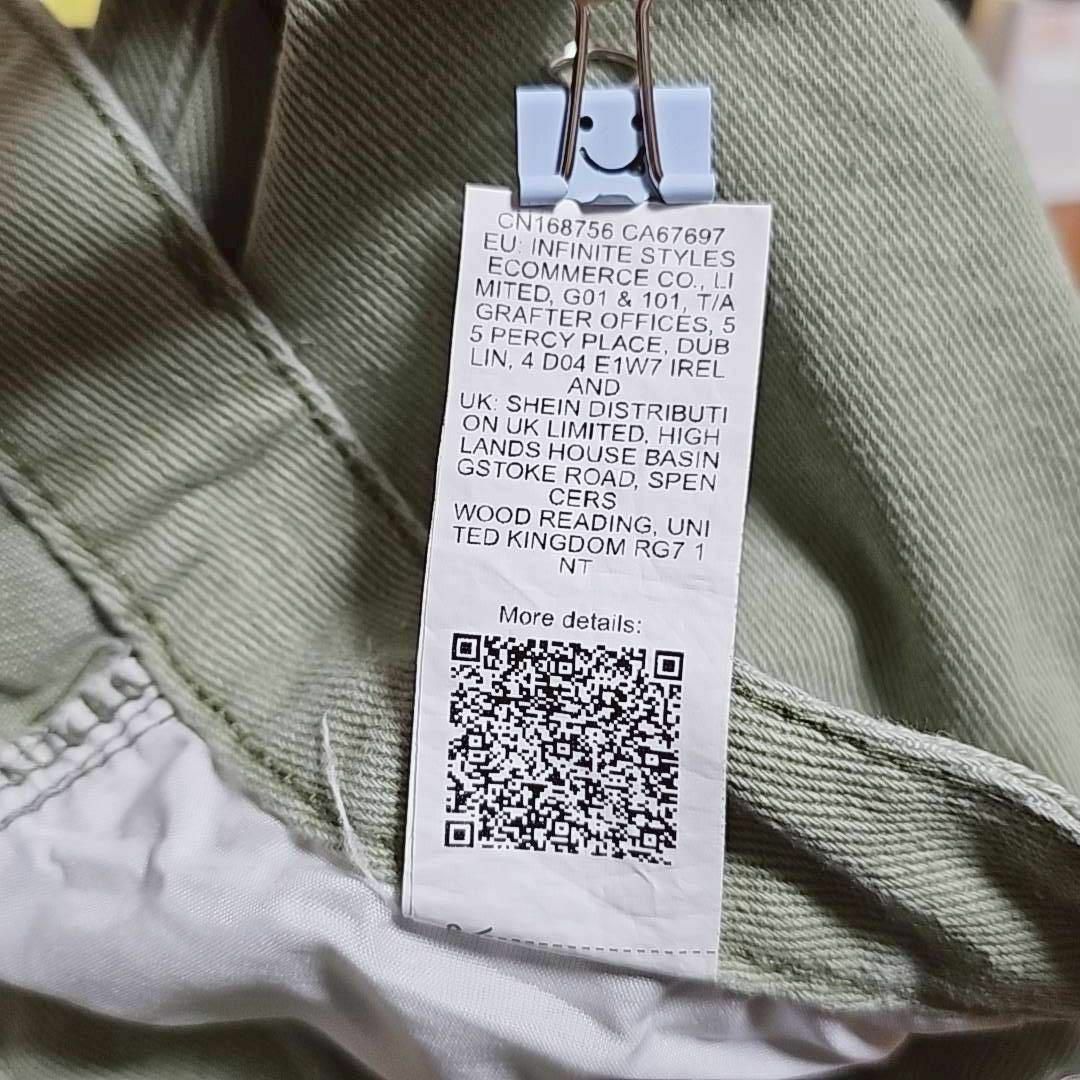 CN168756 CA67697
EU: INFINITE STYLES
ECOMMERCE CO., LI
MITED, G01 & 101, T/A
GRAFTER OFFICES, 5
5 PERCY PLACE, DUB
LIN, 4 D04 E1W7 IREL
AND
UK: SHEIN DISTRIBUTI
ON UK LIMITED, HIGH
LANDS HOUSE BASIN
GSTOKE ROAD, SPEN
CERS
WOOD READING, UNI
TED KINGDOM RG7 1
NT
More details: